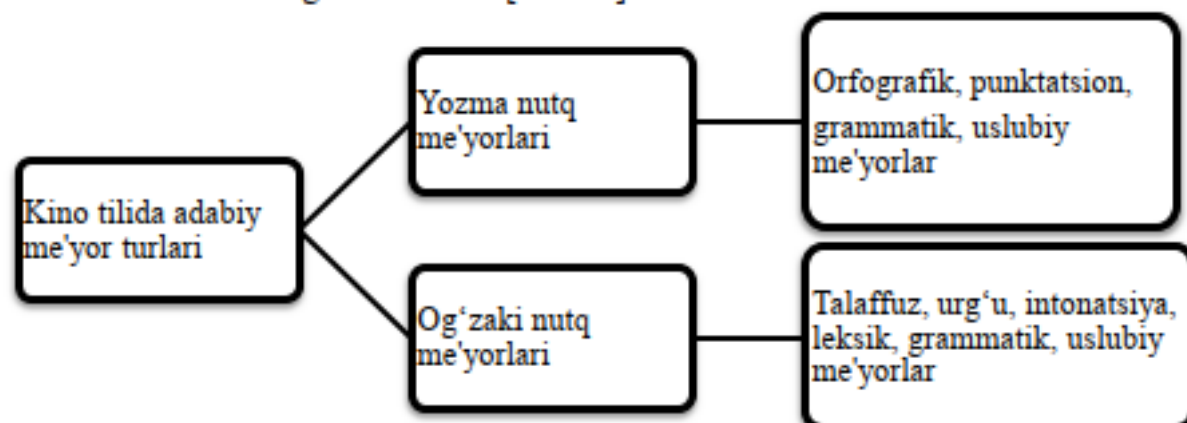 Kino tilida adabiy
me'yor turlari
Yozma nutq
me'yorlari
Orfografik, punktatsion,
grammatik, uslubiy
me'yorlar
Og‘zaki nutq
me'yorlari
Talaffuz, urg‘u, intonatsiya,
leksik, grammatik, uslubiy
me'yorlar